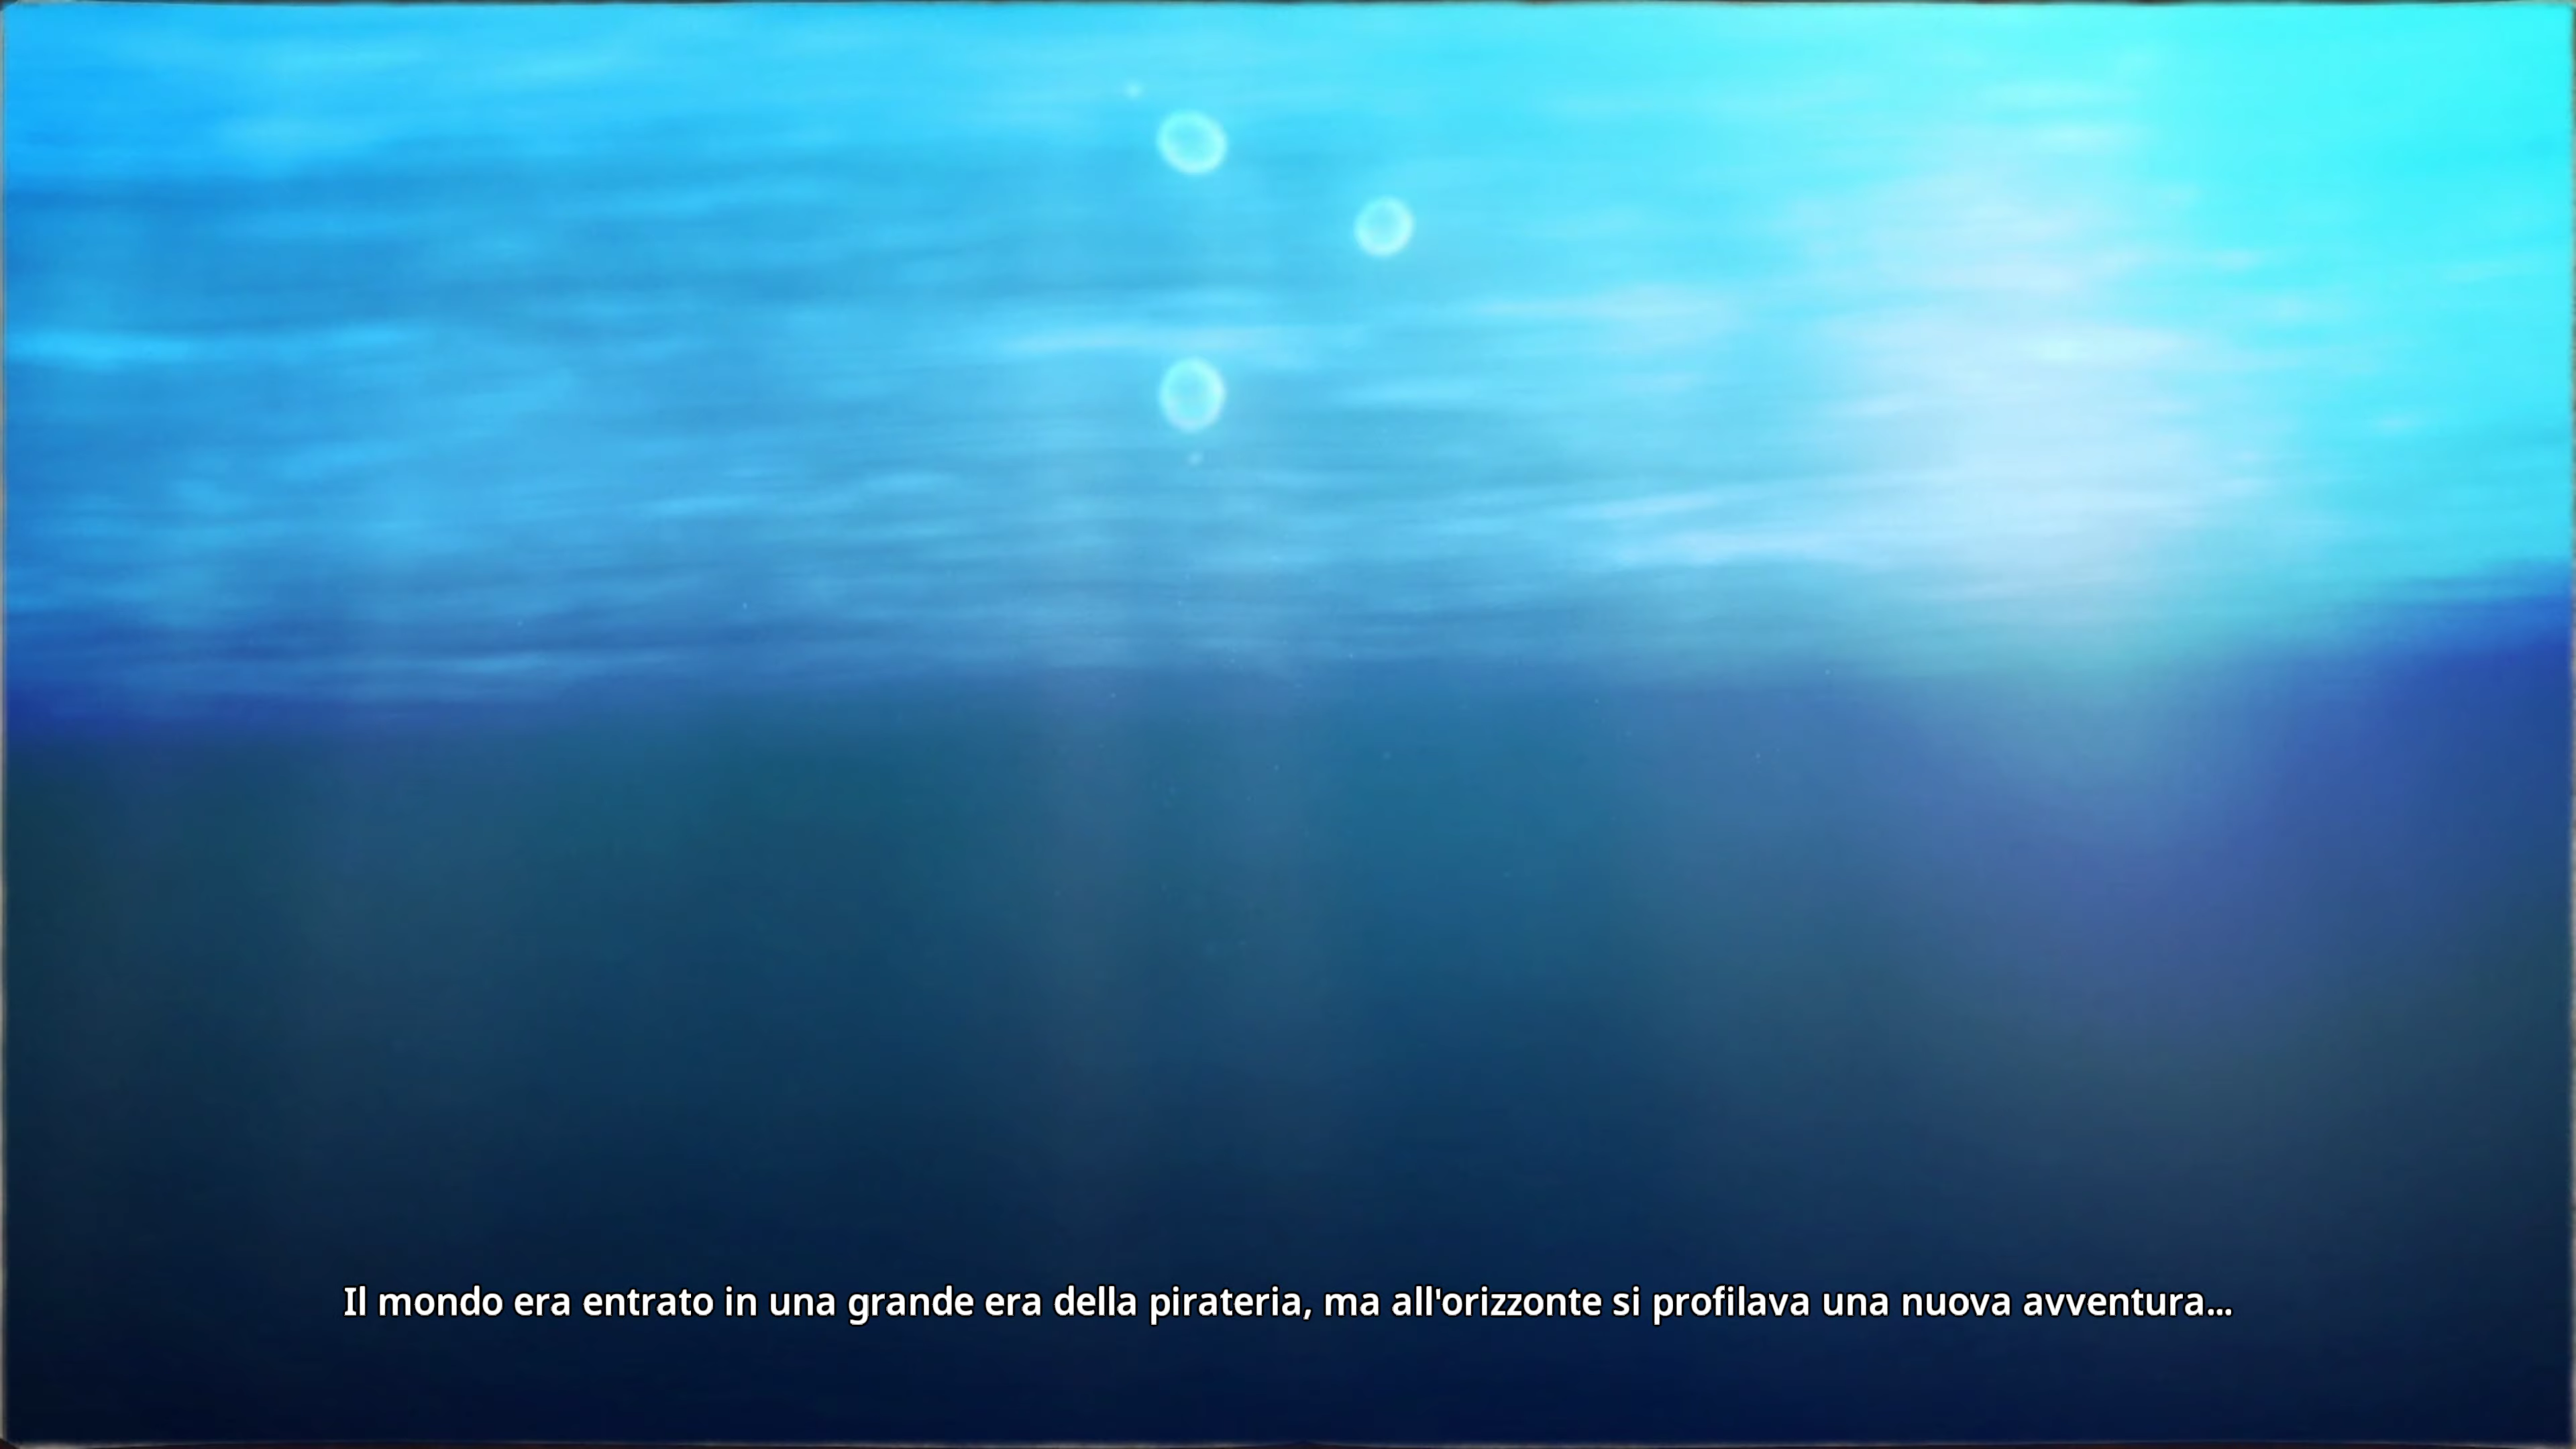 Il mondo era entrato in una grande era della pirateria, ma all'orizzonte si profilava una nuova avventura...